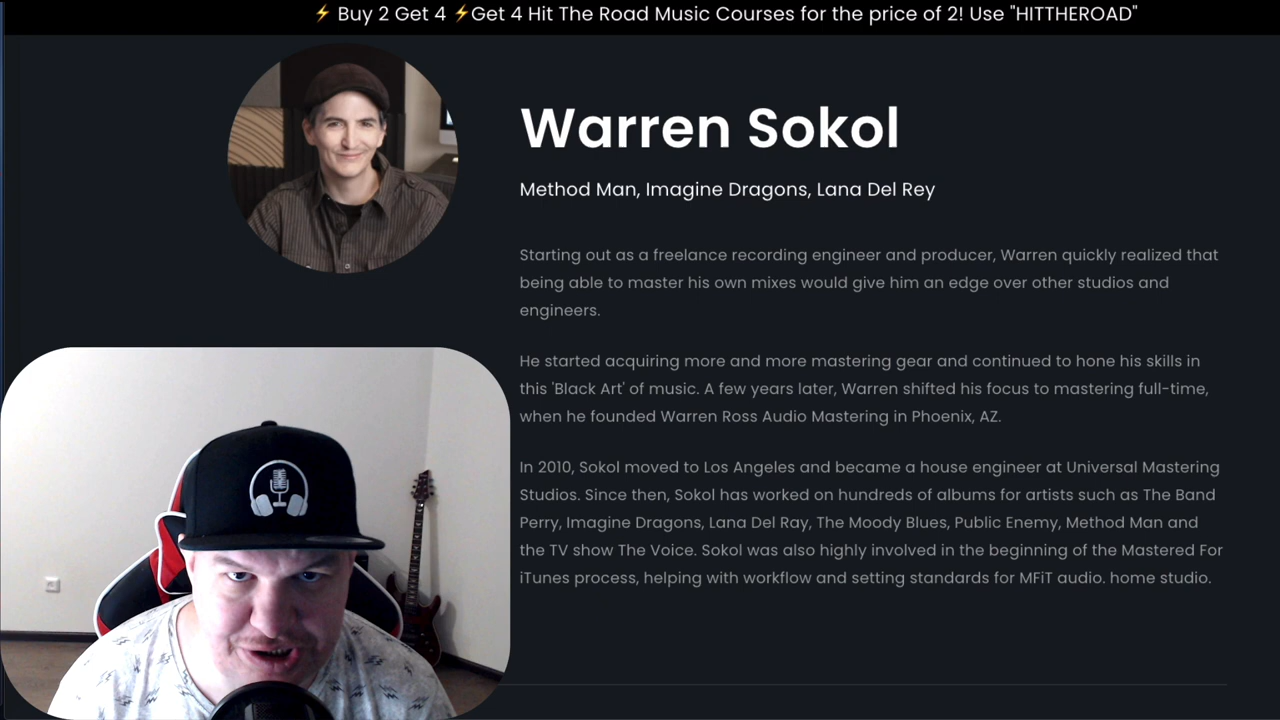 ⚡ Buy 2 Get 4 ⚡Get 4 Hit The Road Music Courses for the price of 2! Use "HITTHEROAD"
Warren Sokol
Method Man, Imagine Dragons, Lana Del Rey
Starting out as a freelance recording engineer and producer, Warren quickly realized that
being able to master his own mixes would give him an edge over other studios and
engineers.
He started acquiring more and more mastering gear and continued to hone his skills in
this 'Black Art' of music. A few years later, Warren shifted his focus to mastering full-time,
when he founded Warren Ross Audio Mastering in Phoenix, AZ.
In 2010, Sokol moved to Los Angeles and became a house engineer at Universal Mastering
Studios. Since then, Sokol has worked on hundreds of albums for artists such as The Band
Perry, Imagine Dragons, Lana Del Ray, The Moody Blues, Public Enemy, Method Man and
the TV show The Voice. Sokol was also highly involved in the beginning of the Mastered For
iTunes process, helping with workflow and setting standards for MFiT audio. home studio.